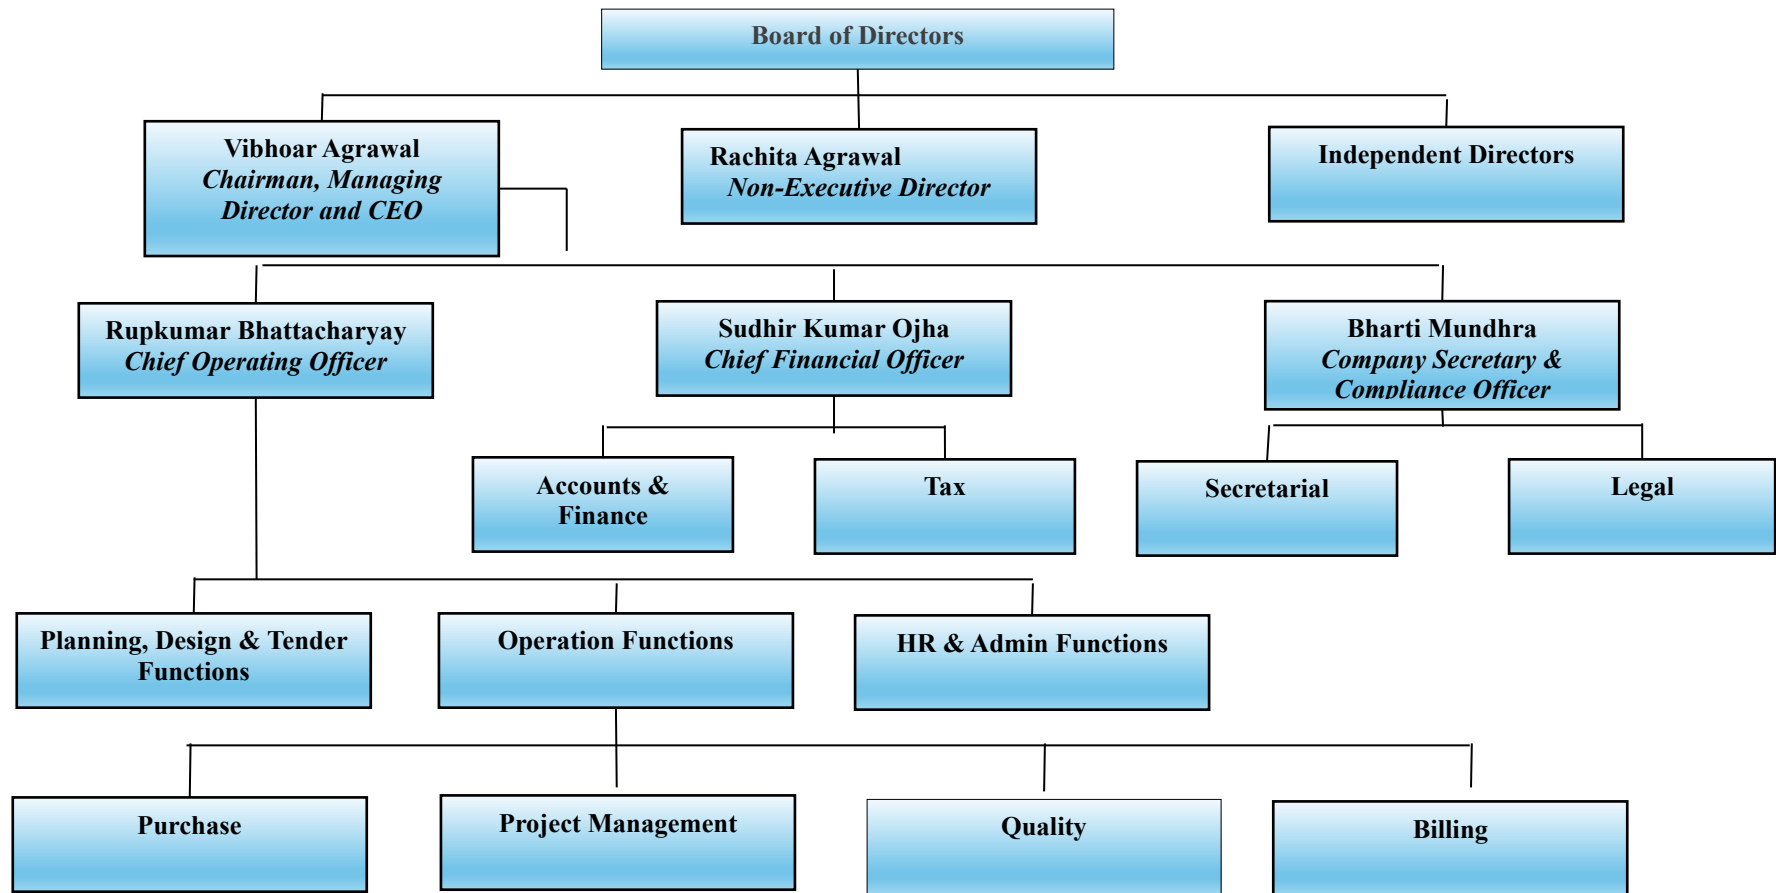 Board of Directors
Vibhoar Agrawal
Chairman, Managing
Director and CEO
Rachita Agrawal
Non-Executive Director
Independent Directors
Rupkumar Bhattacharyay
Chief Operating Officer
Sudhir Kumar Ojha
Chief Financial Officer
Bharti Mundhra
Company Secretary &
Compliance Officer
Accounts &
Finance
Tax
Secretarial
Legal
Planning, Design & Tender
Functions
Operation Functions
HR & Admin Functions
Purchase
Project Management
Quality
Billing